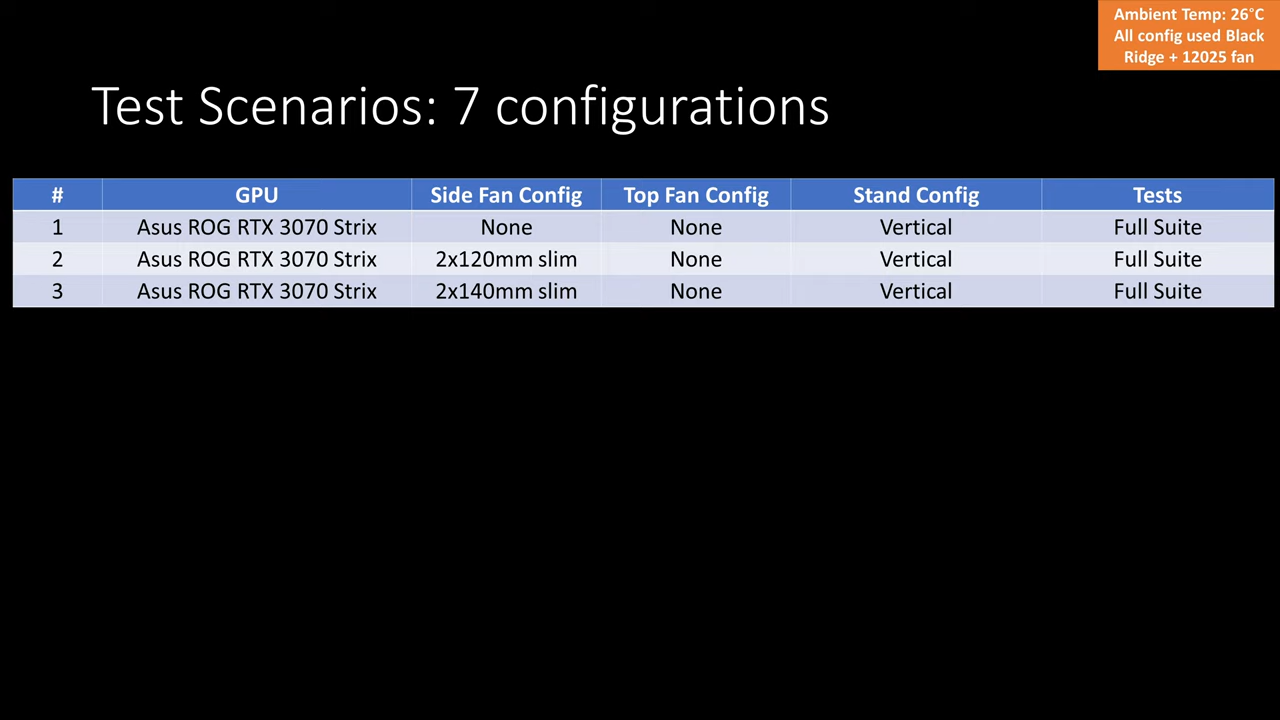 Ambient Temp: 26°C
All config used Black
Ridge + 12025 fan
Test Scenarios: 7 configurations
# GPU Side Fan Config Top Fan Config Stand Config Tests
1 Asus ROG RTX 3070 Strix None None Vertical Full Suite
2 Asus ROG RTX 3070 Strix 2x120mm slim None Vertical Full Suite
3 Asus ROG RTX 3070 Strix 2x140mm slim None Vertical Full Suite